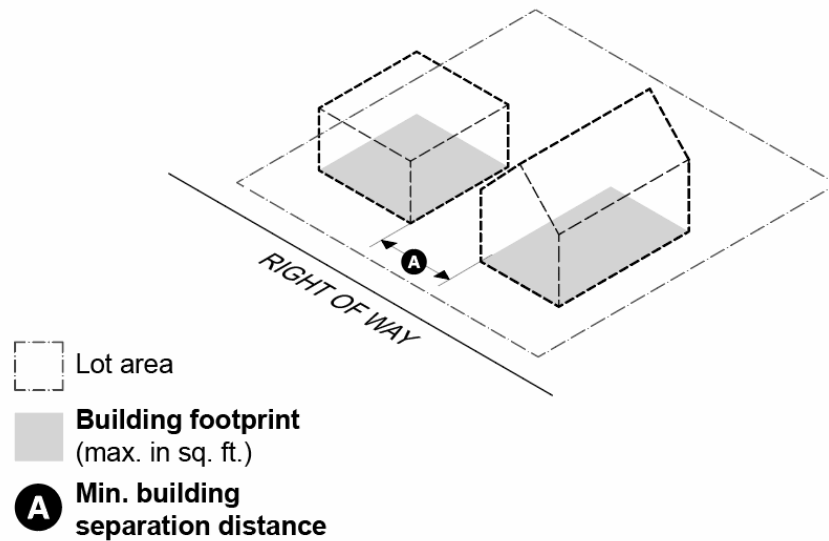 A
RIGHT OF WAY
Lot area
Building footprint
(max. in sq. ft.)
A
Min. building
separation distance